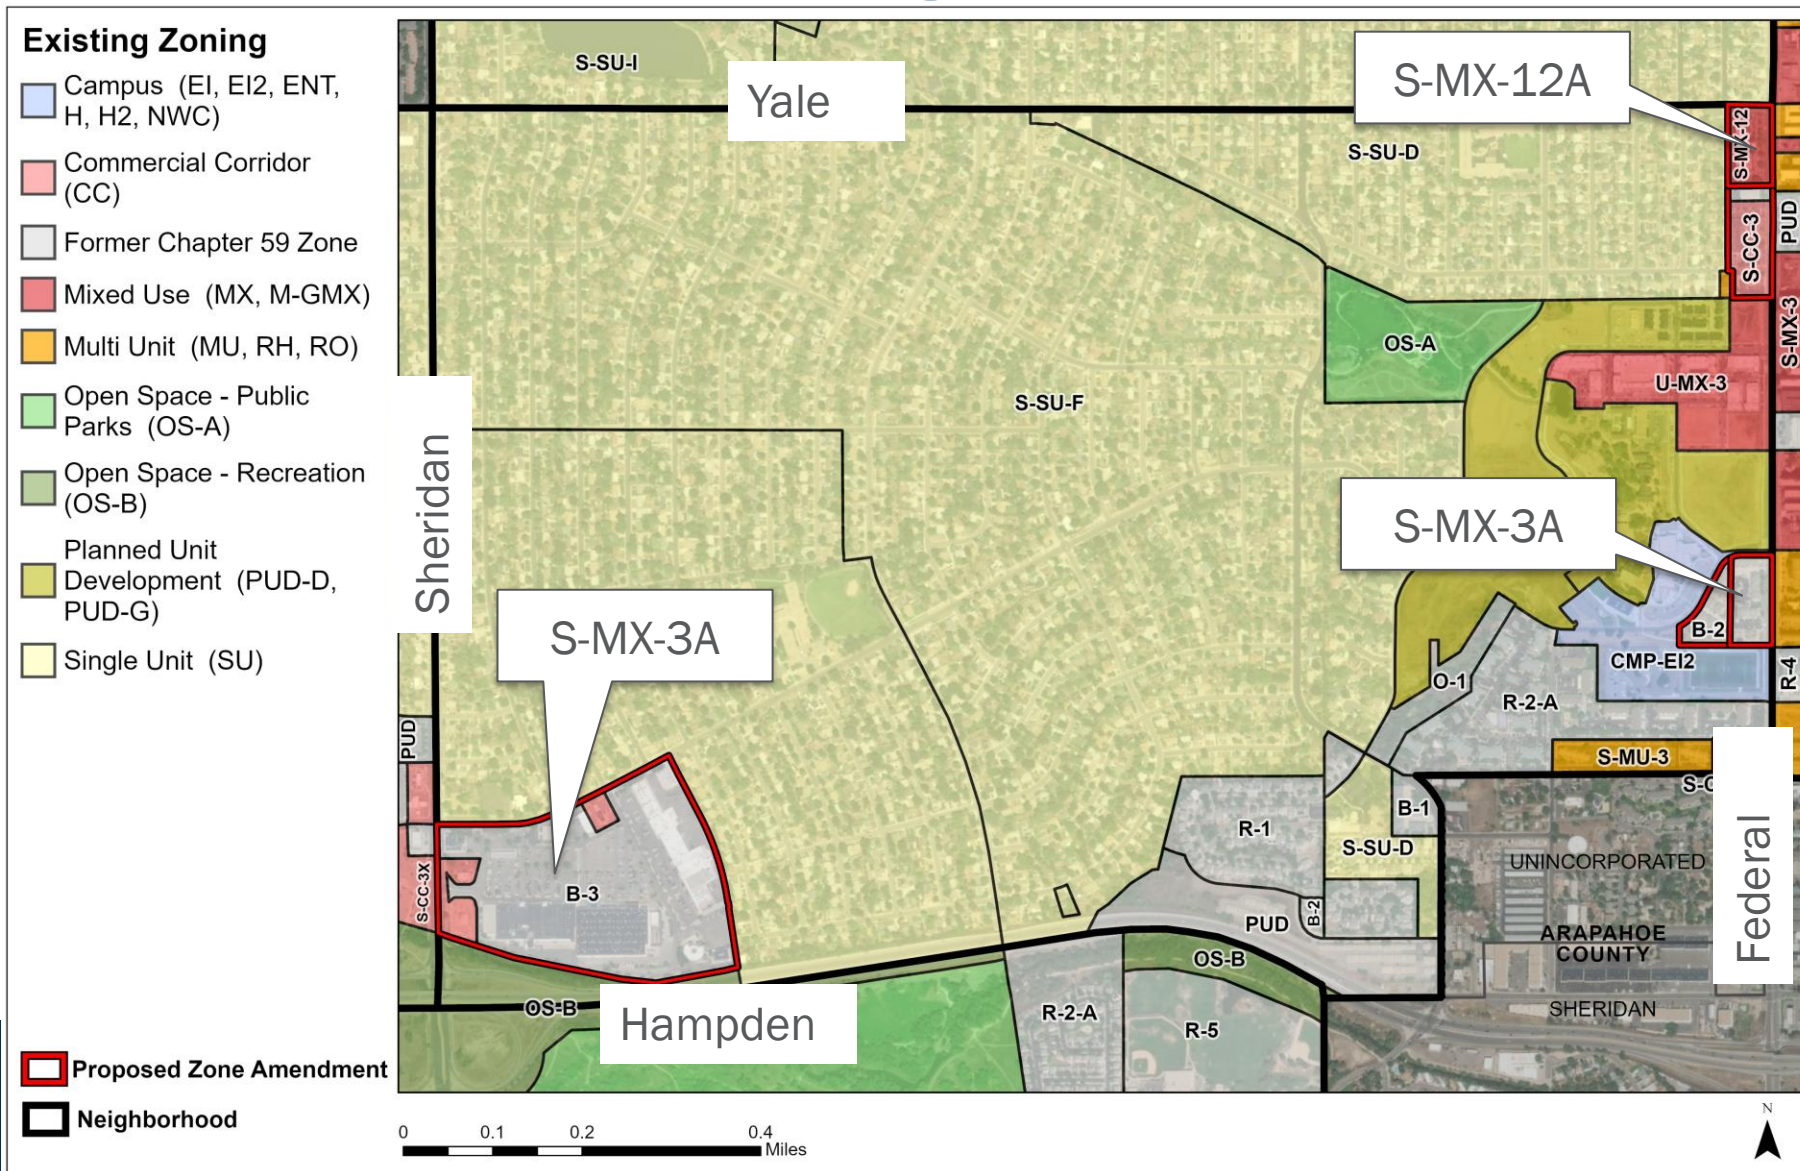 Existing Zoning
Campus (EI, EI2, ENT,
H, H2, NWC)
Commercial Corridor
(CC)
Former Chapter 59 Zone
Mixed Use (MX, M-GMX)
Multi Unit (MU, RH, RO)
Open Space - Public
Parks (OS-A)
Open Space - Recreation
(OS-B)
Planned Unit
Development (PUD-D,
PUD-G)
Single Unit (SU)
Proposed Zone Amendment
Neighborhood
S-SU-I
Yale
S-MX-12A
S-MX-12
S-SU-D
PUD
S-CC-3
S-MX-3
OS-A
U-MX-3
S-SU-F
Sheridan
S-MX-3A
S-MX-3A
B-2
CMP-EI2
R-4
O-1
R-2-A
PUD
S-MU-3
S-C
B-1
R-1
S-SU-D
UNINCORPORATED
Federal
S-CC-3X
B-3
B-2
PUD
ARAPAHOE
COUNTY
OS-B
OS-B
Hampden
R-2-A
R-5
SHERIDAN
0 0.1 0.2 0.4
Miles
N